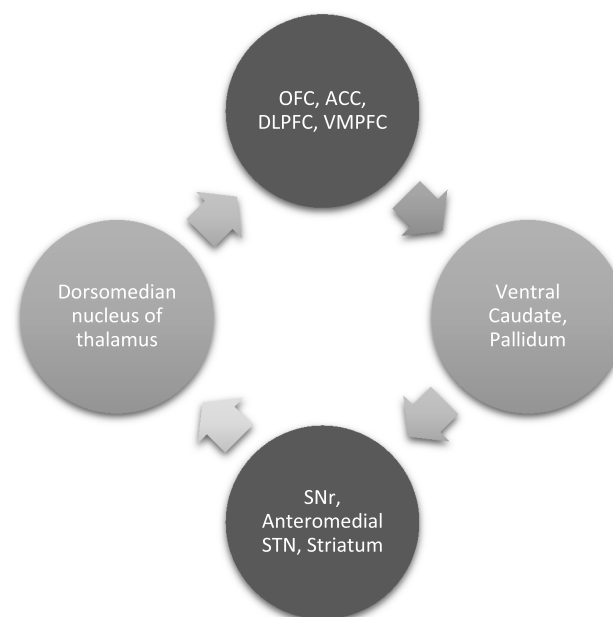 OFC, ACC,
DLPFC, VMPFC
Dorsomedian
nucleus of
thalamus
Ventral
Caudate,
Pallidum
SNr,
Anteromedial
STN, Striatum